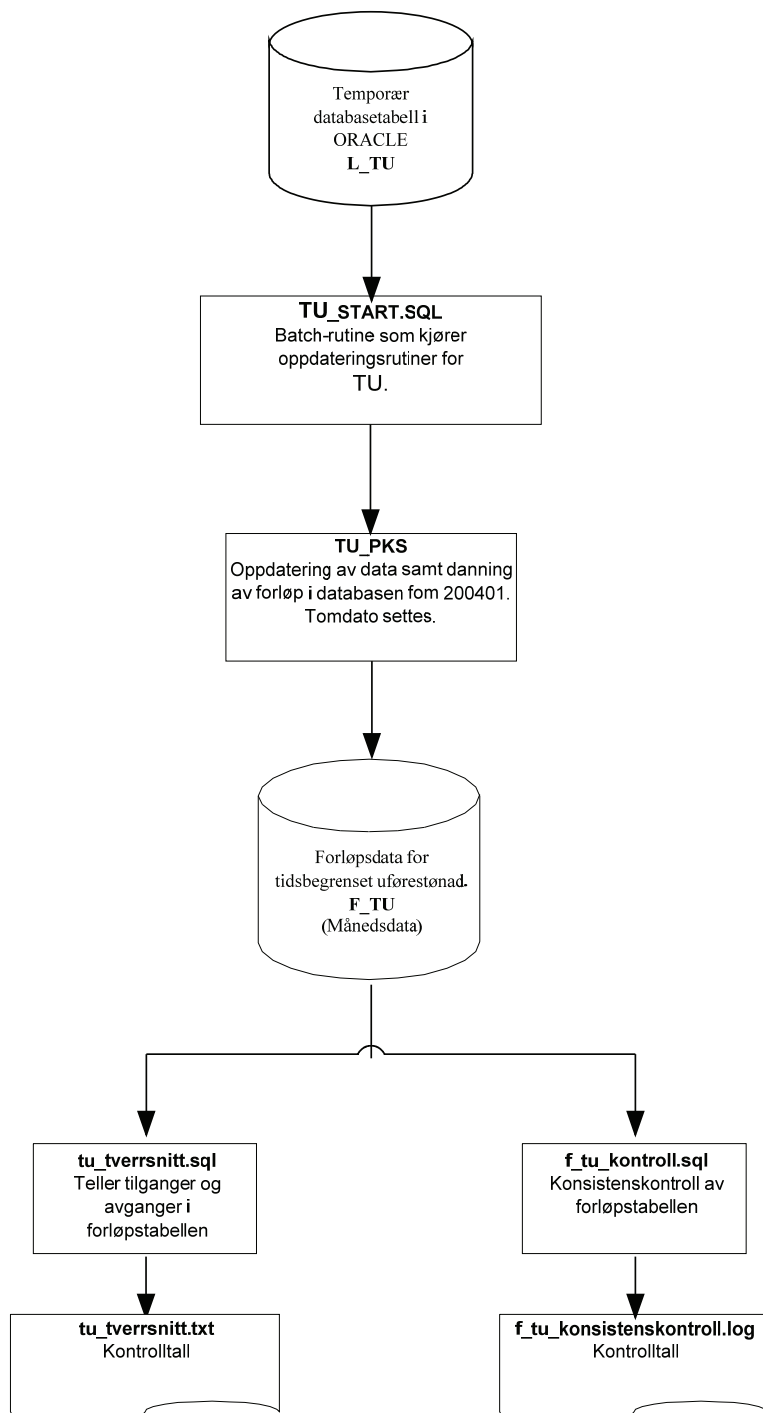 Temporær
databasetabell i
ORACLE
L_TU
TU_START.SQL
Batch-rutine som kjører
oppdateringsrutiner for
TU.
TU_PKS
Oppdatering av data samt danning
av forløp i databasen fom 200401.
Tomdato settes.
Forløpsdata for
tidsbegrenset uførestønad.
F_TU
(Månedsdata)
tu_tverrsnitt.sql
Teller tilganger og
avganger i
forløpstabellen
f_tu_kontroll.sql
Konsistenskontroll av
forløpstabellen
tu_tverrsnitt.txt
Kontrolltall
f_tu_konsistenskontroll.log
Kontrolltall